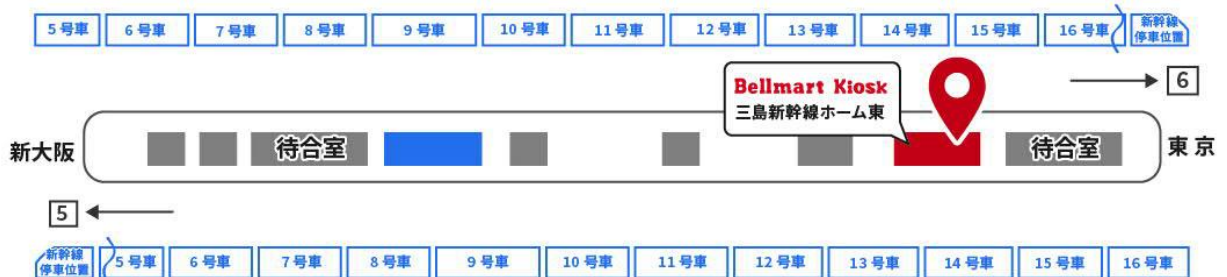 5号車 6号車 7号車 8号車 9号車 10号車 11号車 12号車 13号車 14号車 15号車 16号車 新幹線
停車位置
6
Bellmart Kiosk
三島新幹線ホーム東
新大阪 待合室 待合室 東京
5
新幹線
停車位置 5号車 6号車 7号車 8号車 9号車 10号車 11号車 12号車 13号車 14号車 15号車 16号車